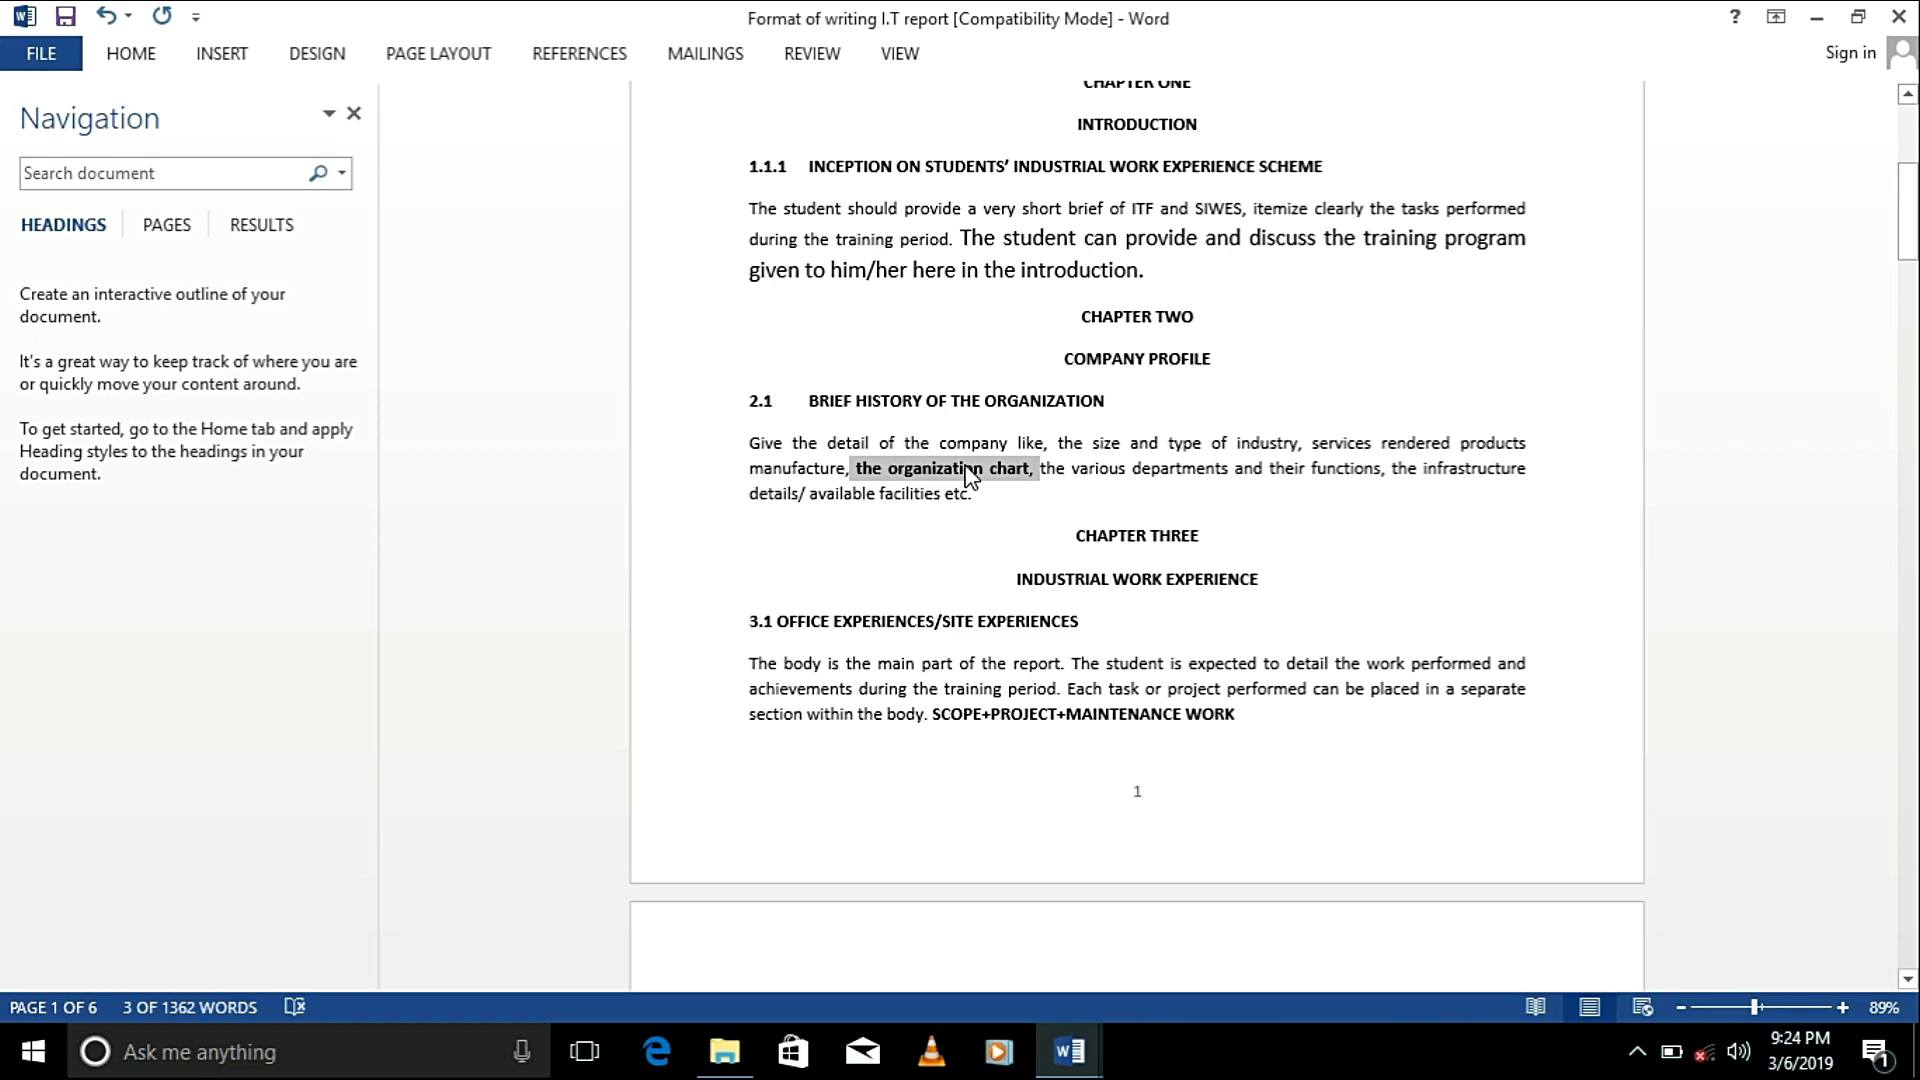 Format of writing I.T report [Compatibility Mode] - Word
?
FILE HOME INSERT DESIGN PAGE LAYOUT REFERENCES MAILINGS REVIEW VIEW Sign in
Navigation
Search document
HEADINGS PAGES RESULTS
Create an interactive outline of your
document.
It's a great way to keep track of where you are
or quickly move your content around.
To get started, go to the Home tab and apply
Heading styles to the headings in your
document.
CHAPTER ONE
INTRODUCTION
1.1.1 INCEPTION ON STUDENTS’ INDUSTRIAL WORK EXPERIENCE SCHEME
The student should provide a very short brief of ITF and SIWES, itemize clearly the tasks performed
during the training period. The student can provide and discuss the training program
given to him/her here in the introduction.
CHAPTER TWO
COMPANY PROFILE
2.1 BRIEF HISTORY OF THE ORGANIZATION
Give the detail of the company like, the size and type of industry, services rendered products
manufacture, the organization chart, the various departments and their functions, the infrastructure
details/ available facilities etc.
CHAPTER THREE
INDUSTRIAL WORK EXPERIENCE
3.1 OFFICE EXPERIENCES/SITE EXPERIENCES
The body is the main part of the report. The student is expected to detail the work performed and
achievements during the training period. Each task or project performed can be placed in a separate
section within the body. SCOPE+PROJECT+MAINTENANCE WORK
1
PAGE 1 OF 6 3 OF 1362 WORDS 89%
Ask me anything
9:24 PM
3/6/2019
1